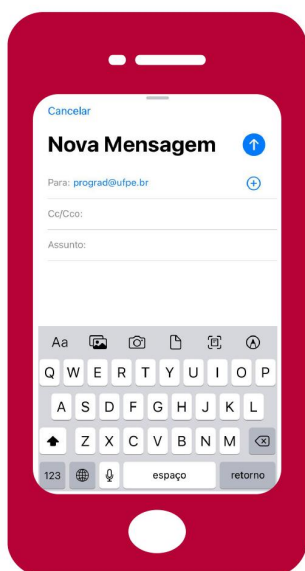 Cancelar
Nova Mensagem
Para: prograd@ufpe.br
Cc/Cco:
Assunto:
Aa
Q W E R T Y U I O P
A S D F G H J K L
Z X C V B N M
123 espaço retorno